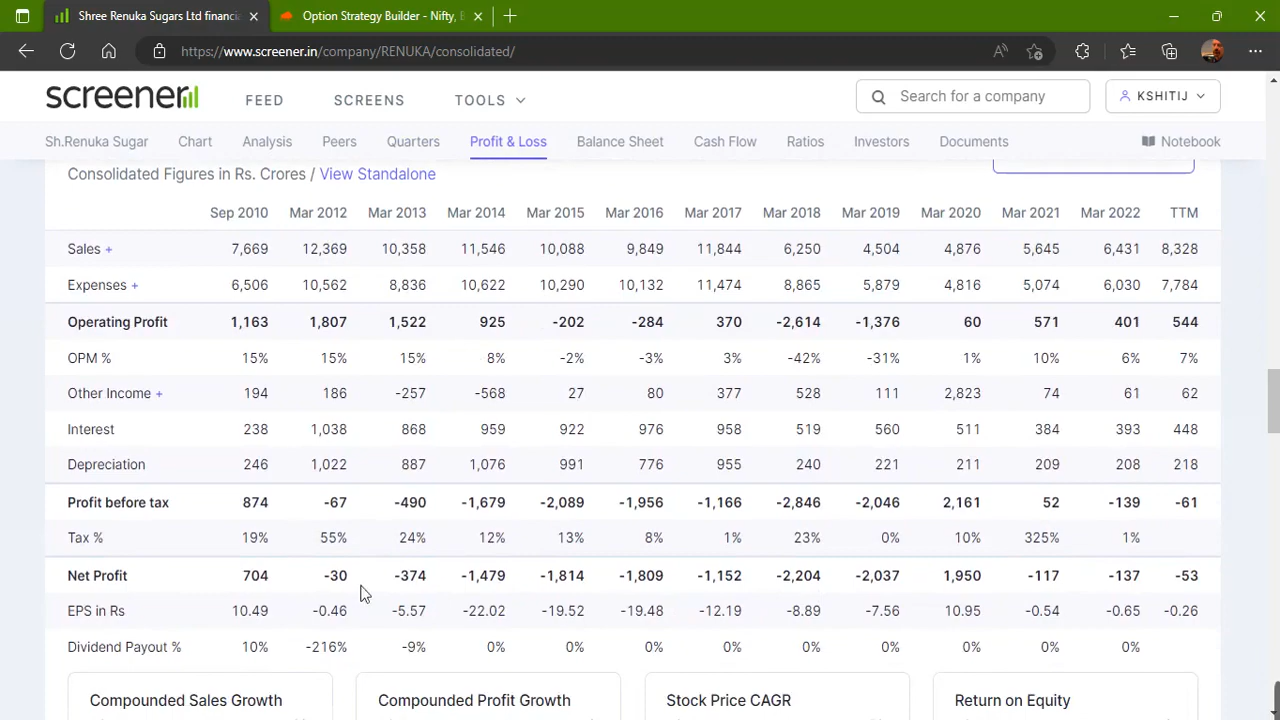 Shree Renuka Sugars Ltd financia
Option Strategy Builder - Nifty, B
https://www.screener.in/company/RENUKA/consolidated/
screener
FEED
SCREENS
TOOLS
Search for a company
KSHITIJ
Sh.Renuka Sugar
Chart
Analysis
Peers
Quarters
Profit & Loss
Balance Sheet
Cash Flow
Ratios
Investors
Documents
Notebook
Consolidated Figures in Rs. Crores / View Standalone
Sep 2010 Mar 2012 Mar 2013 Mar 2014 Mar 2015 Mar 2016 Mar 2017 Mar 2018 Mar 2019 Mar 2020 Mar 2021 Mar 2022 TTM
Sales + 7,669 12,369 10,358 11,546 10,088 9,849 11,844 6,250 4,504 4,876 5,645 6,431 8,328
Expenses + 6,506 10,562 8,836 10,622 10,290 10,132 11,474 8,865 5,879 4,816 5,074 6,030 7,784
Operating Profit 1,163 1,807 1,522 925 -202 -284 370 -2,614 -1,376 60 571 401 544
OPM % 15% 15% 15% 8% -2% -3% 3% -42% -31% 1% 10% 6% 7%
Other Income + 194 186 -257 -568 27 80 377 528 111 2,823 74 61 62
Interest 238 1,038 868 959 922 976 958 519 560 511 384 393 448
Depreciation 246 1,022 887 1,076 991 776 955 240 221 211 209 208 218
Profit before tax 874 -67 -490 -1,679 -2,089 -1,956 -1,166 -2,846 -2,046 2,161 52 -139 -61
Tax % 19% 55% 24% 12% 13% 8% 1% 23% 0% 10% 325% 1%
Net Profit 704 -30 -374 -1,479 -1,814 -1,809 -1,152 -2,204 -2,037 1,950 -117 -137 -53
EPS in Rs 10.49 -0.46 -5.57 -22.02 -19.52 -19.48 -12.19 -8.89 -7.56 10.95 -0.54 -0.65 -0.26
Dividend Payout % 10% -216% -9% 0% 0% 0% 0% 0% 0% 0% 0% 0%
Compounded Sales Growth
Compounded Profit Growth
Stock Price CAGR
Return on Equity